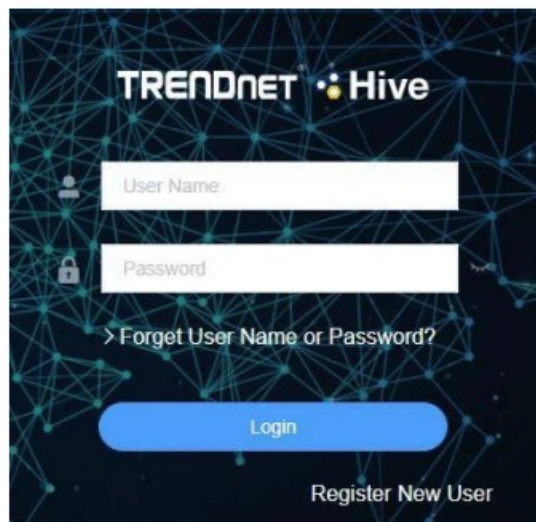 TRENDNET Hive
User Name
Password
> Forget User Name or Password?
Login
Register New User